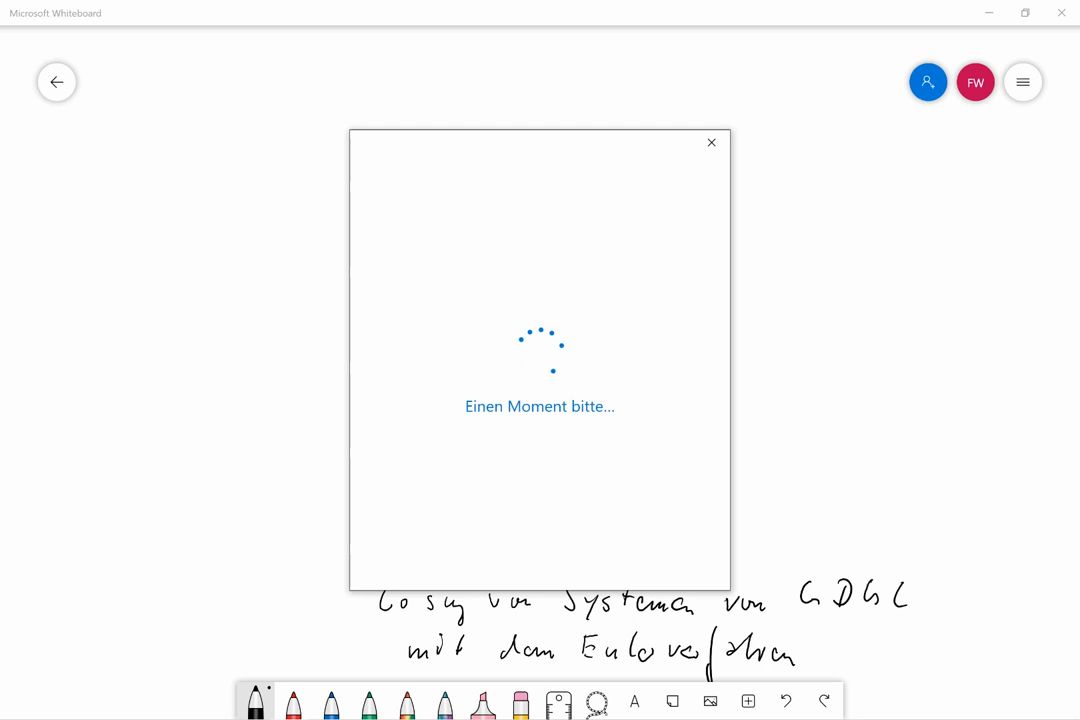 Microsoft Whiteboard
FW
Einen Moment bitte...
Lösung von Systemen von GDGL
mit dem Eulerverfahren
A